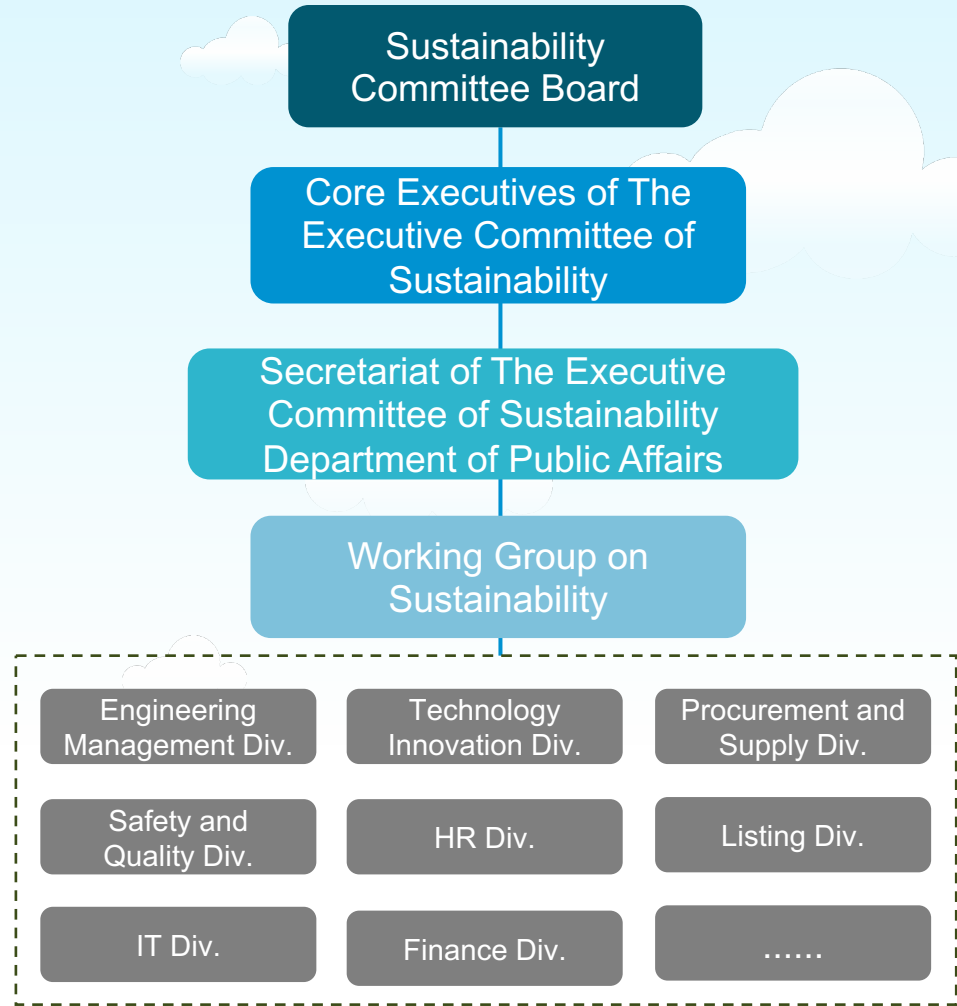 Sustainability
Committee Board
Core Executives of The
Executive Committee of
Sustainability
Secretariat of The Executive
Committee of Sustainability
Department of Public Affairs
Working Group on
Sustainability
Engineering
Management Div.
Technology
Innovation Div.
Procurement and
Supply Div.
Safety and
Quality Div.
HR Div.
Listing Div.
IT Div.
Finance Div.
......